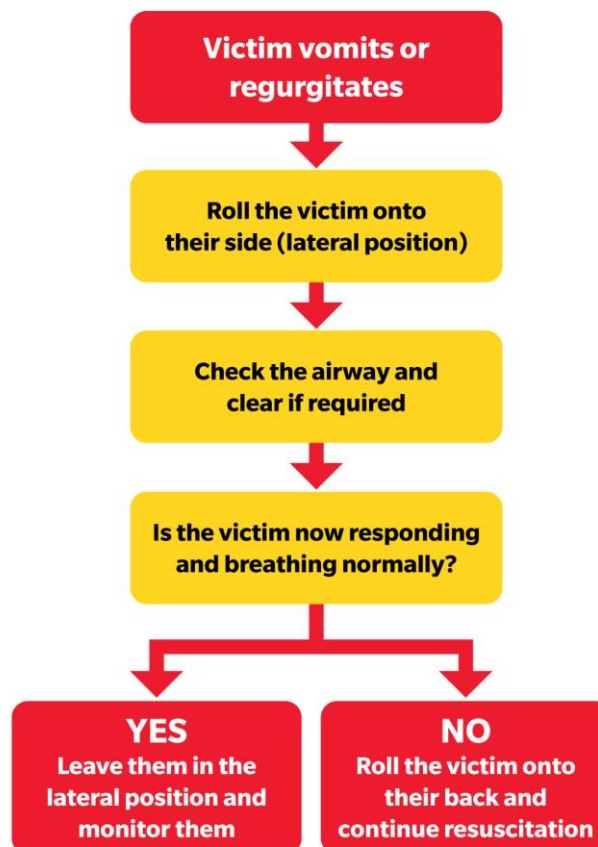 Victim vomits or
regurgitates
Roll the victim onto
their side (lateral position)
Check the airway and
clear if required
Is the victim now responding
and breathing normally?
YES
Leave them in the
lateral position and
monitor them
NO
Roll the victim onto
their back and
continue resuscitation